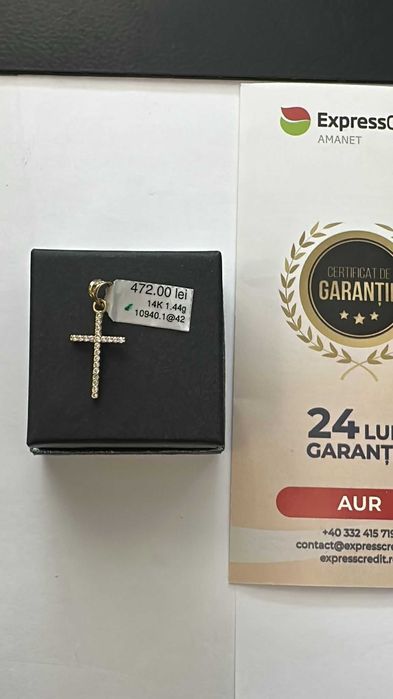 472.00 lei
14K 1.44g
10940.1@42
Express
AMANET
CERTIFICAT DE
GARANȚI
24 LU
GARANȚ
AUR
+40 332 415 719
contact@expresscre
expresscredit.r